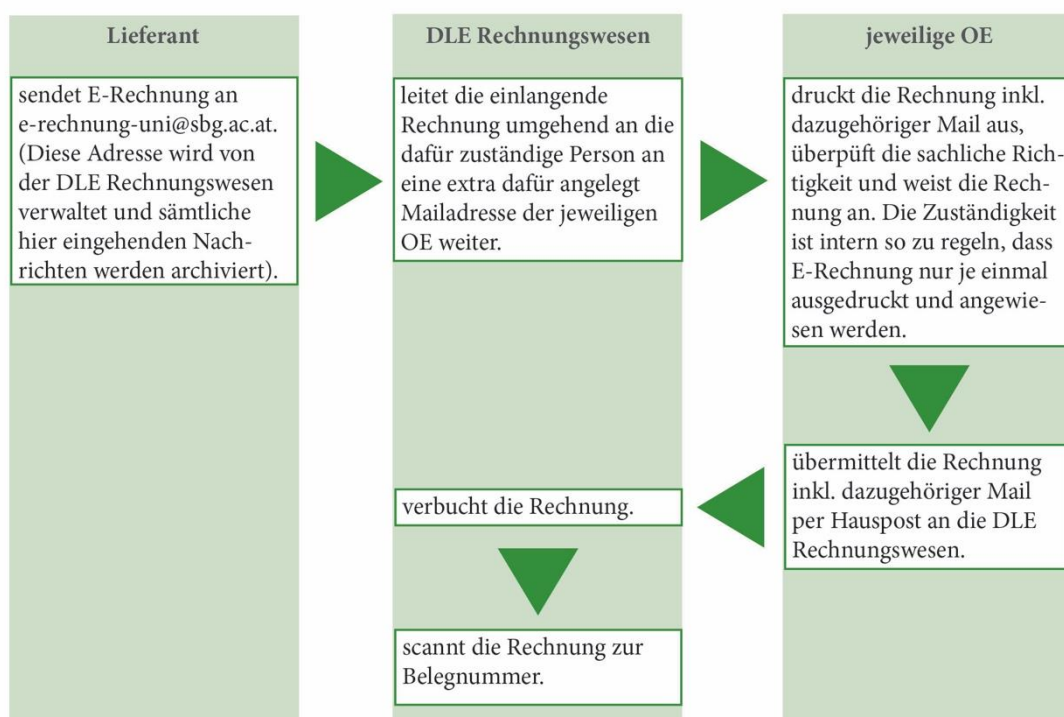 Lieferant
sendet E-Rechnung an
e-rechnung-uni@sbg.ac.at.
(Diese Adresse wird von
der DLE Rechnungswesen
verwaltet und sämtliche
hier eingehenden Nach-
richten werden archiviert).
DLE Rechnungswesen
leitet die einlangende
Rechnung umgehend an die
dafür zuständige Person an
eine extra dafür angelegt
Mailadresse der jeweiligen
OE weiter.
jeweilige OE
druckt die Rechnung inkl.
dazugehöriger Mail aus,
überpüft die sachliche Rich-
tigkeit und weist die Rech-
nung an. Die Zuständigkeit
ist intern so zu regeln, dass
E-Rechnung nur je einmal
ausgedruckt und angewie-
sen werden.
übermittelt die Rechnung
inkl. dazugehöriger Mail
per Hauspost an die DLE
Rechnungswesen.
verbucht die Rechnung.
scannt die Rechnung zur
Belegnummer.